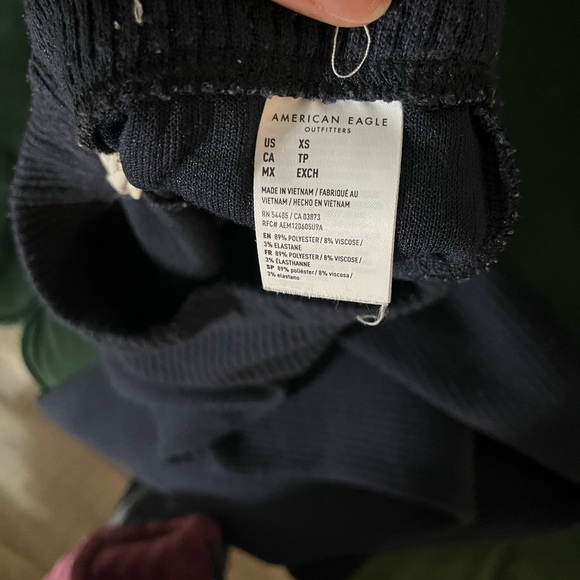 AMERICAN EAGLE
OUTFITTERS
US XS
CA TP
MX EXCH
MADE IN VIETNAM / FABRIQUÉ AU
VIETNAM / HECHO EN VIETNAM
RN 54485 / CA 03873
RFC# AEM120605U9A
EN 89% POLYESTER / 8% VISCOSE /
3% ELASTANE
FR 89% POLYESTER / 8% VISCOSE /
3% ÉLASTHANNE
SP 89% poliéster / 8% viscosa /
3% elastano